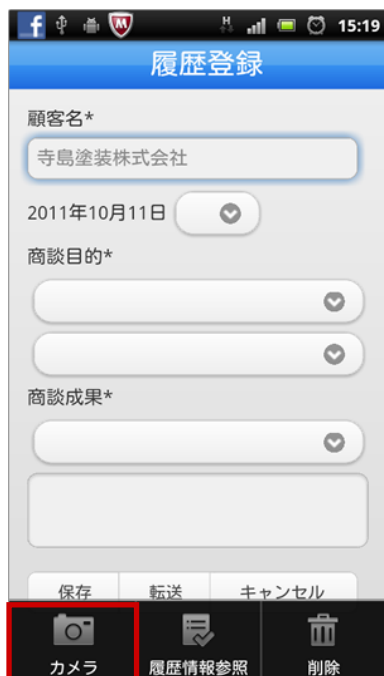 15:19
履歴登録
顧客名*
寺島塗装株式会社
2011年10月11日
商談目的*
商談成果*
保存 転送 キャンセル
カメラ 履歴情報参照 削除